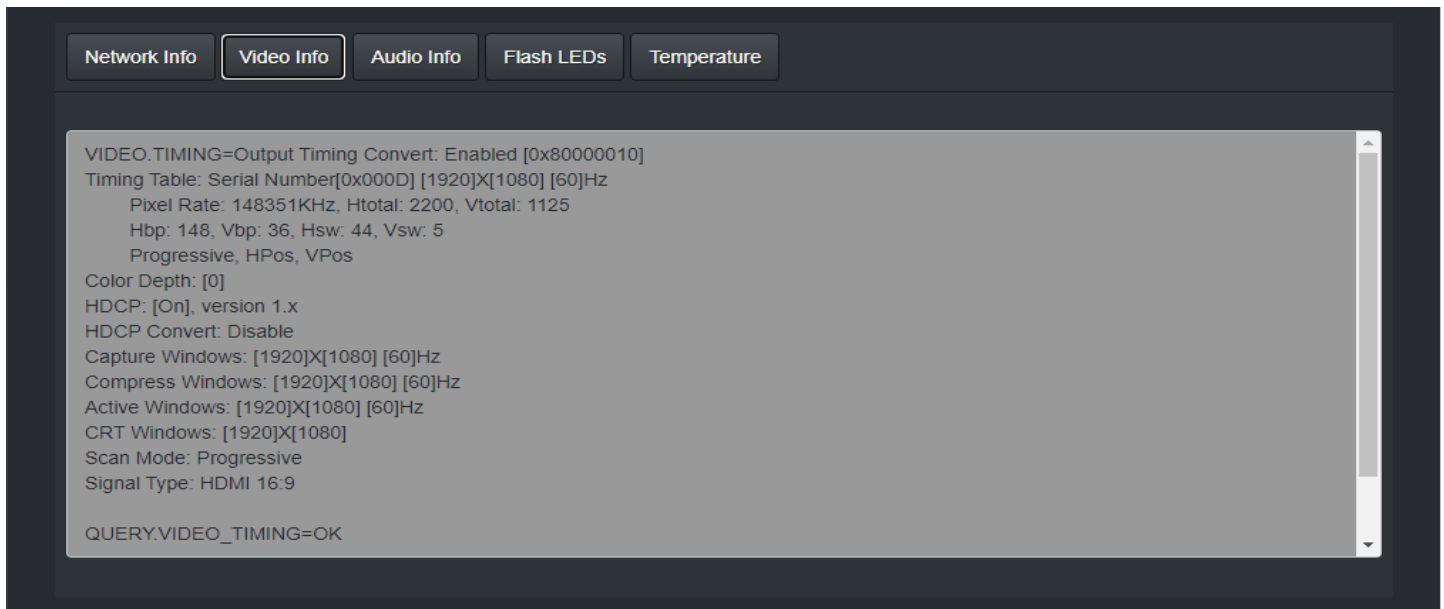 Network Info Video Info Audio Info Flash LEDs Temperature
VIDEO.TIMING=Output Timing Convert: Enabled [0x80000010]
Timing Table: Serial Number[0x000D] [1920]X[1080] [60]Hz
Pixel Rate: 148351KHz, Htotal: 2200, Vtotal: 1125
Hbp: 148, Vbp: 36, Hsw: 44, Vsw: 5
Progressive, HPos, VPos
Color Depth: [0]
HDCP: [On], version 1.x
HDCP Convert: Disable
Capture Windows: [1920]X[1080] [60]Hz
Compress Windows: [1920]X[1080] [60]Hz
Active Windows: [1920]X[1080] [60]Hz
CRT Windows: [1920]X[1080]
Scan Mode: Progressive
Signal Type: HDMI 16:9
QUERY.VIDEO_TIMING=OK